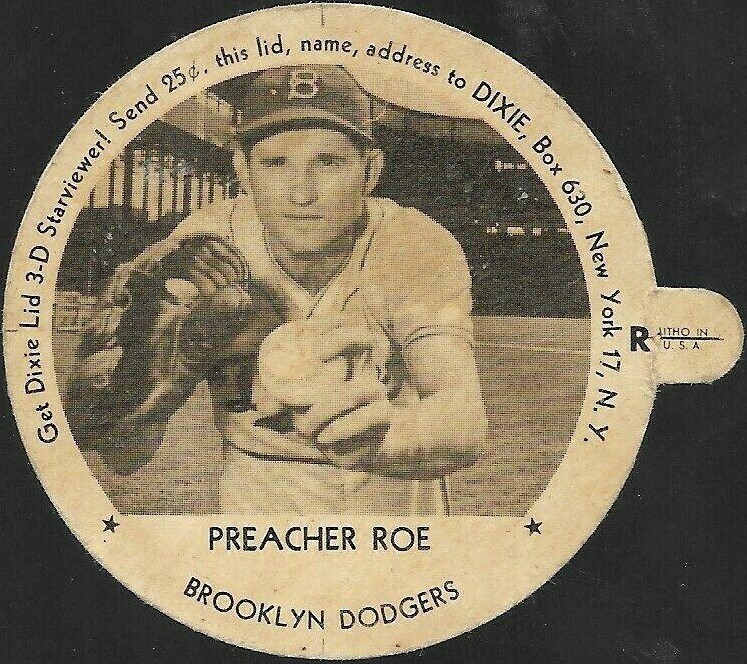 Get Dixie Lid 3-D Starviewer! Send 25¢, this lid, name, address to DIXIE, Box 630, New York 17, N.Y.
B
R
LITHO IN
U.S.A
PREACHER ROE
BROOKLYN DODGERS